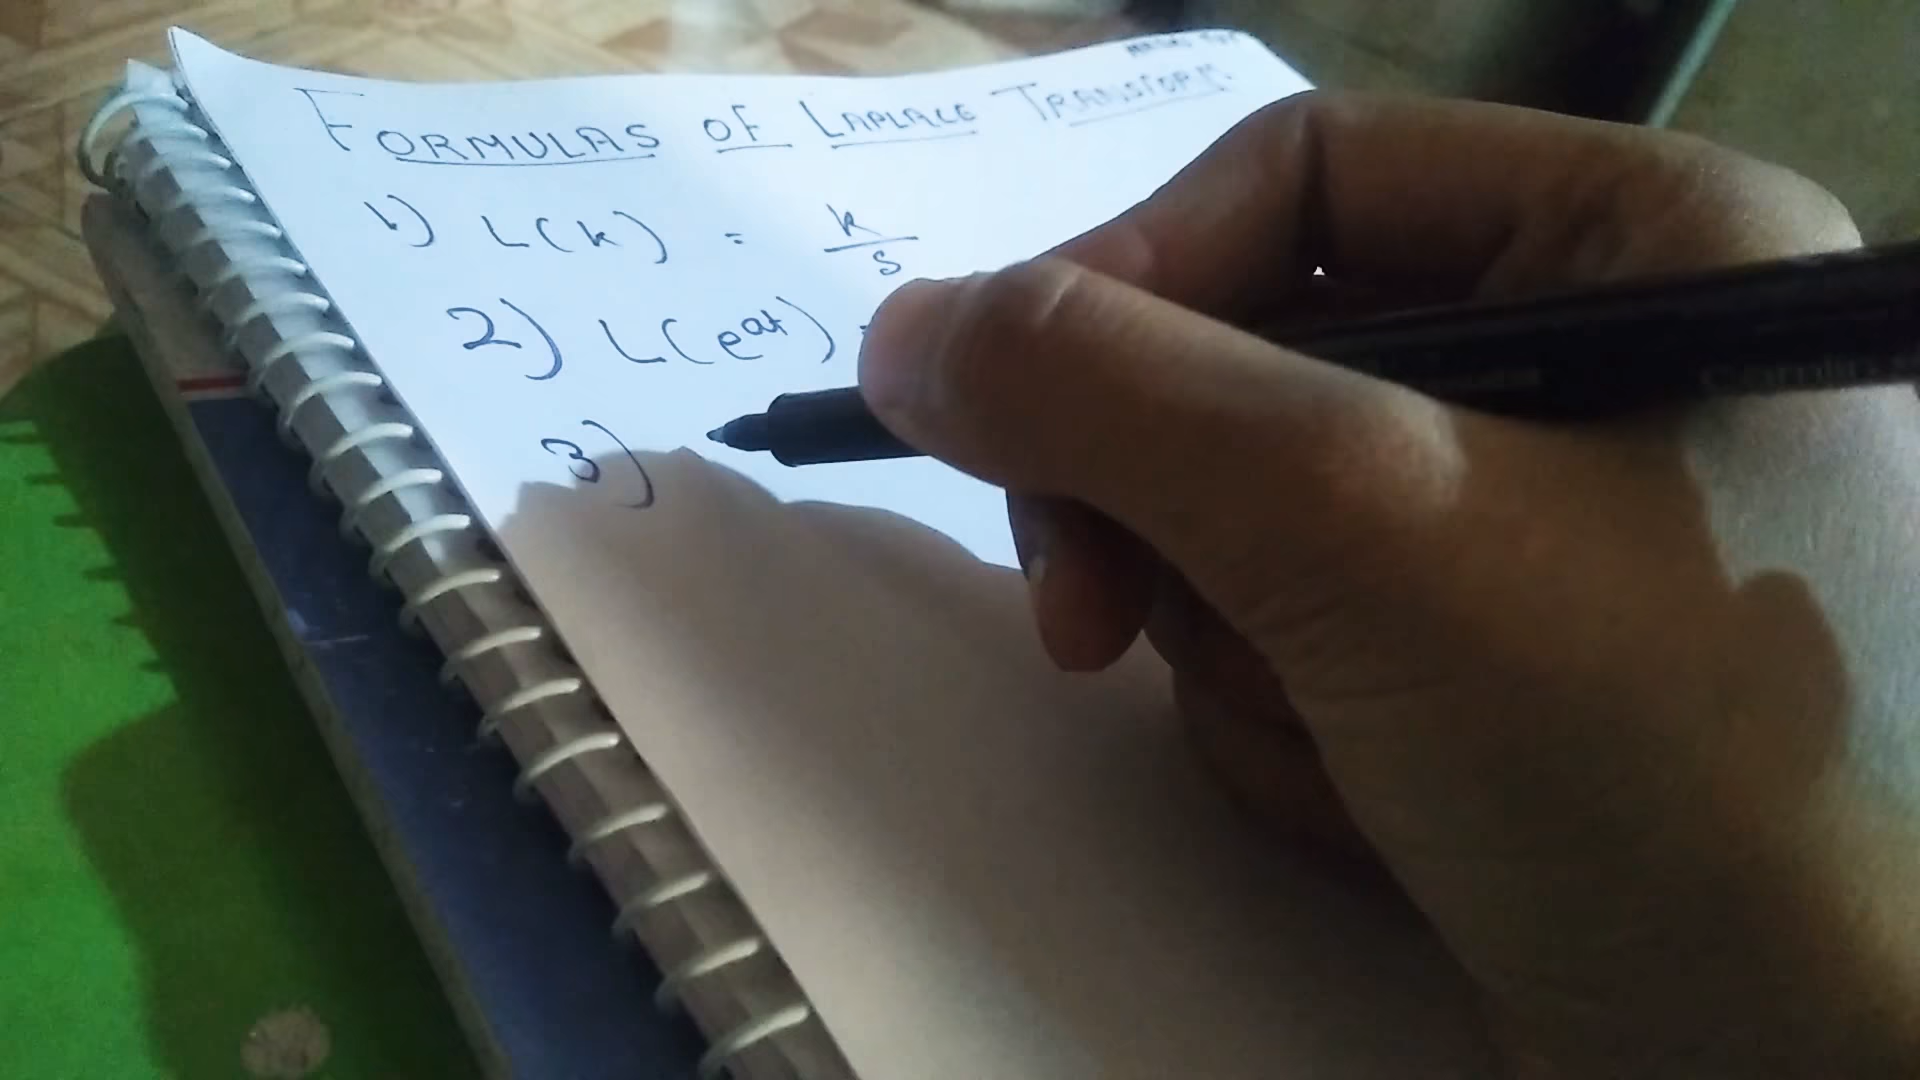 FORMULAS OF LAPLACE TRANSFORM
1) L(k) = k/s
2) L(e^at) =
3)